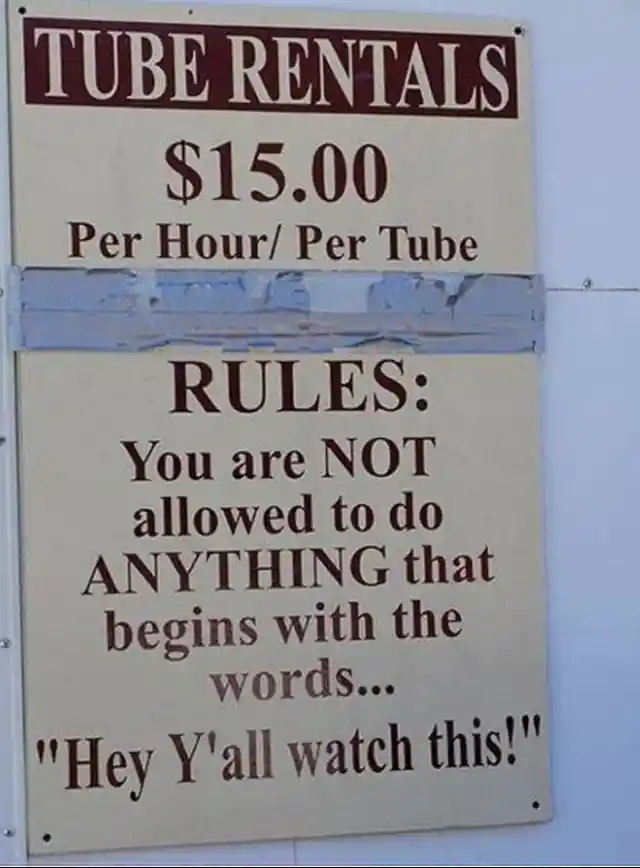 TUBE RENTALS
$15.00
Per Hour/ Per Tube
RULES:
You are NOT
allowed to do
ANYTHING that
begins with the
words...
"Hey Y'all watch this!"